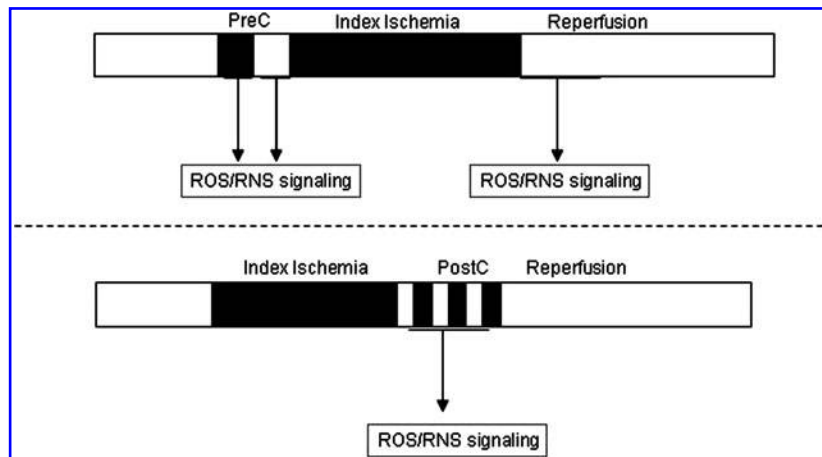 PreC Index Ischemia Reperfusion
ROS/RNS signaling ROS/RNS signaling
Index Ischemia PostC Reperfusion
ROS/RNS signaling